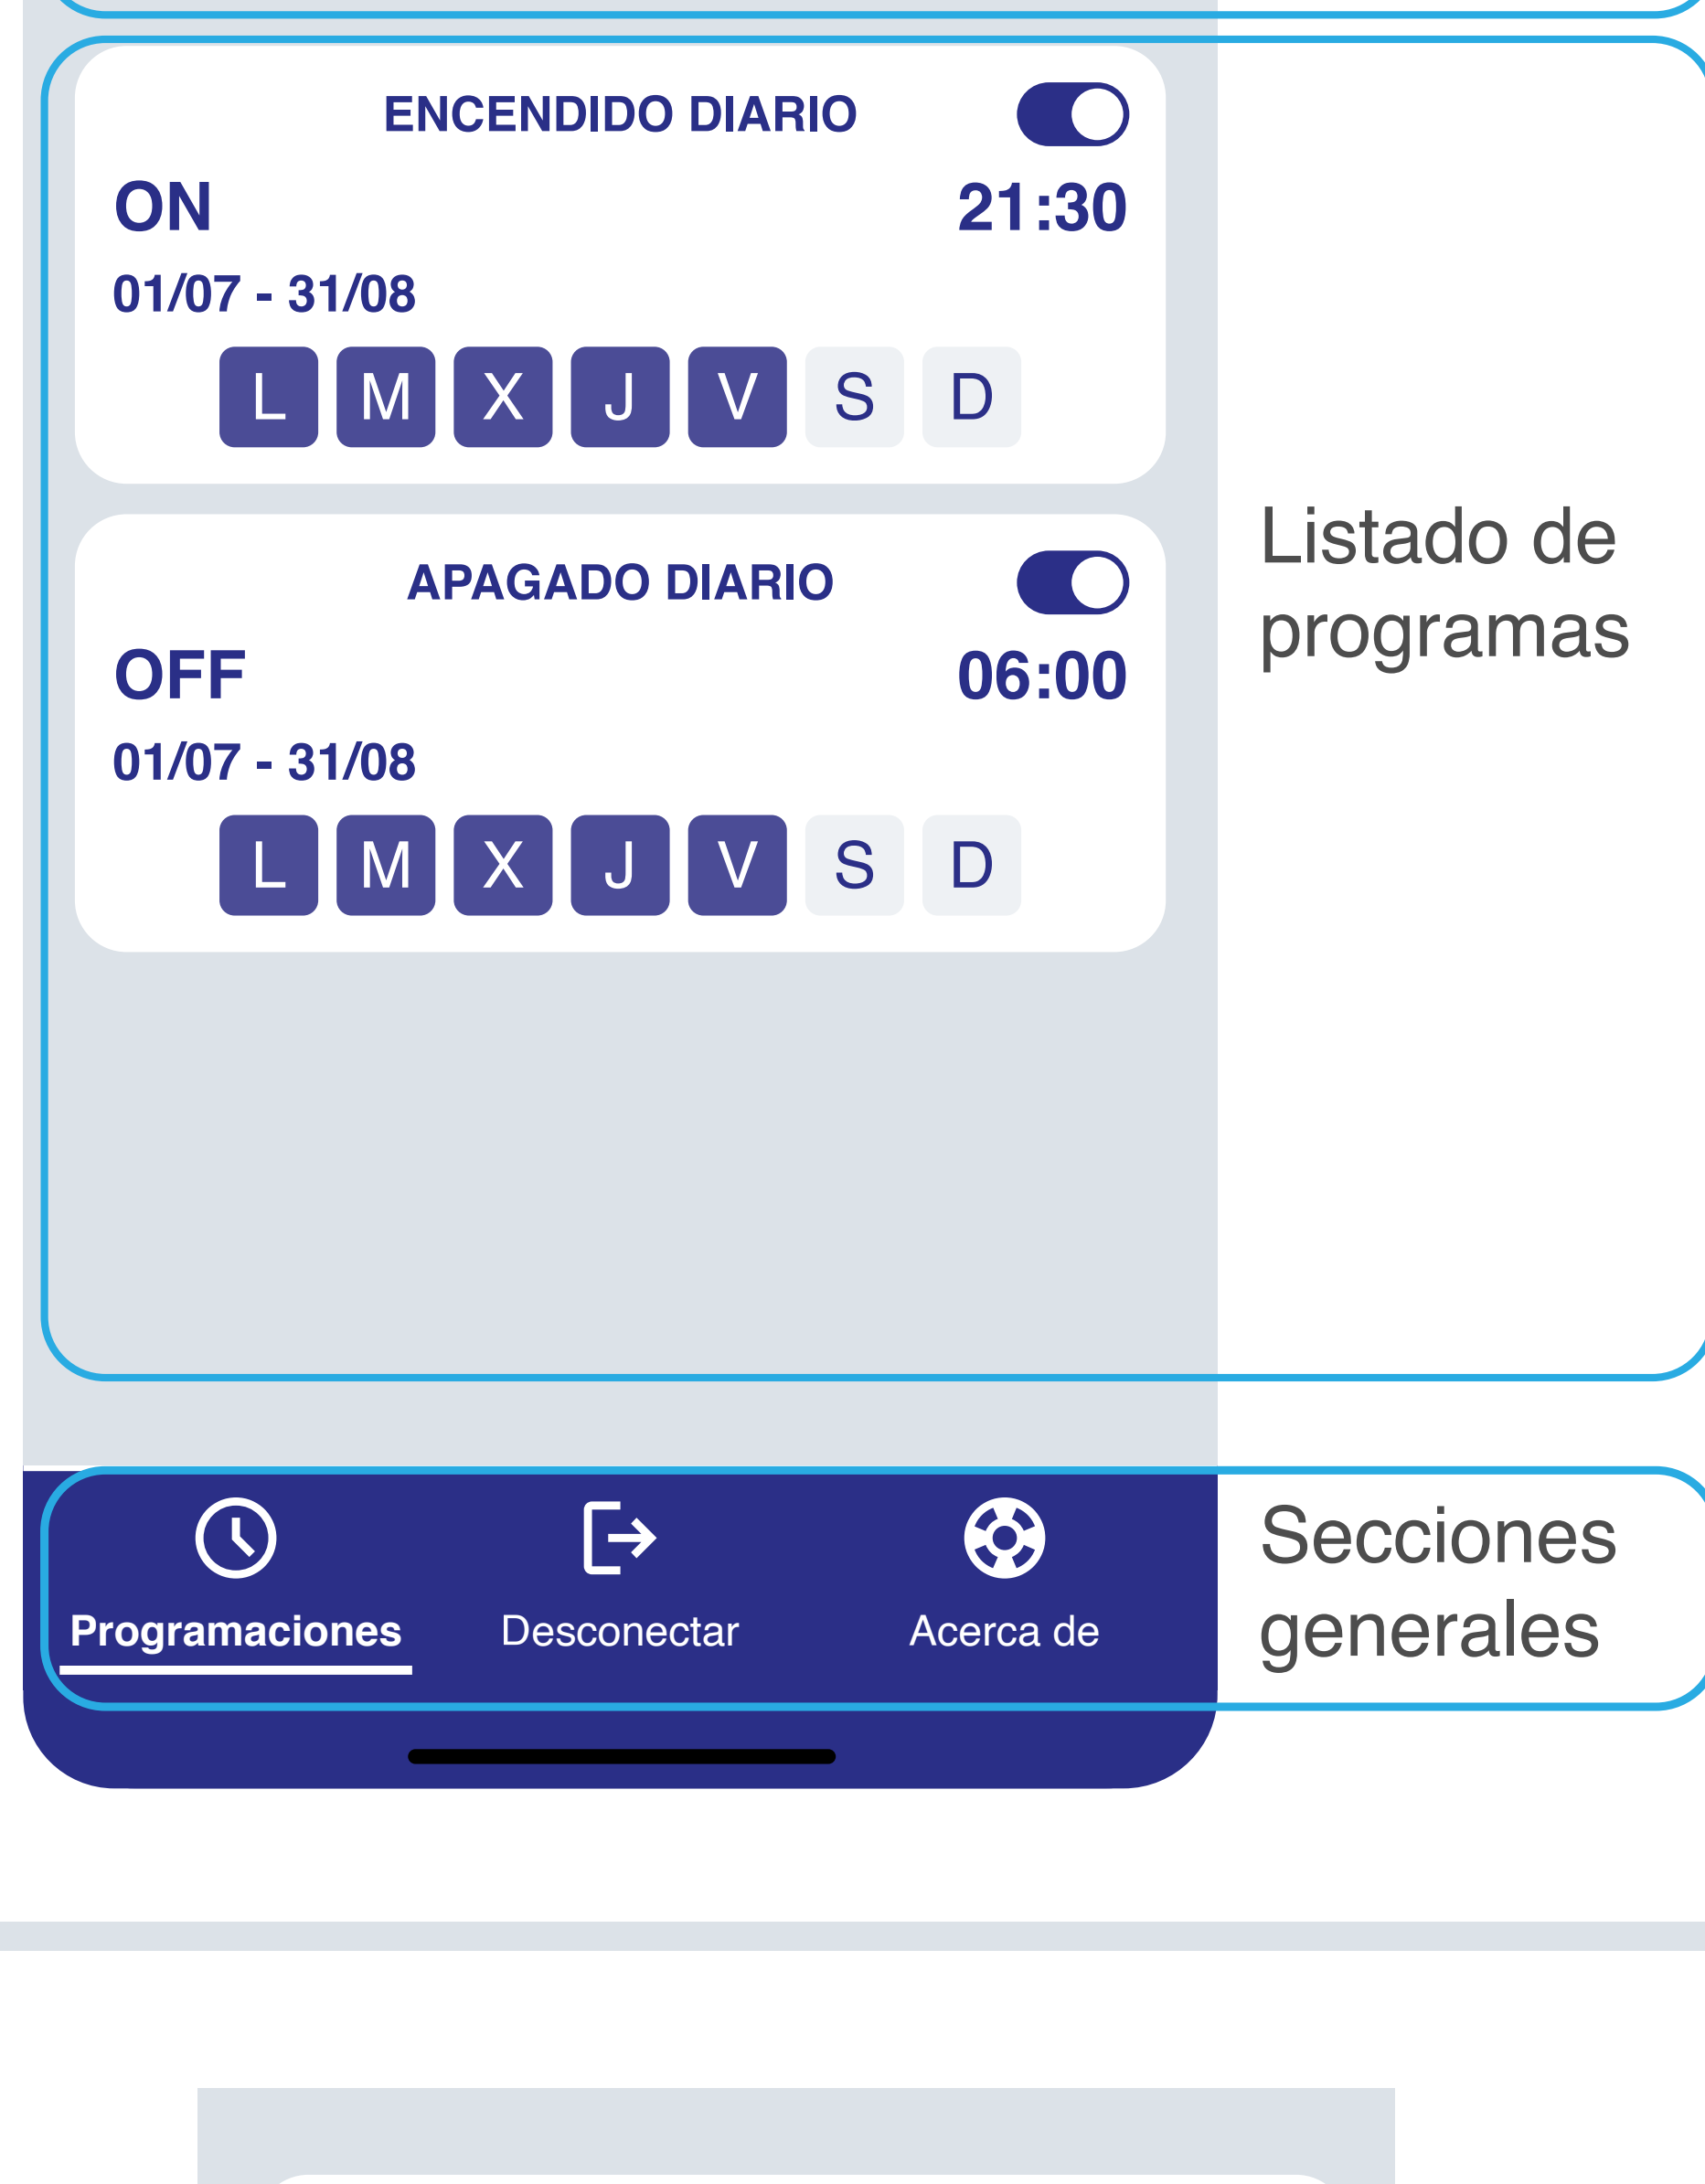 ENCENDIDO DIARIO
ON 21:30
01/07 - 31/08
L M X J V S D
APAGADO DIARIO
OFF 06:00
01/07 - 31/08
L M X J V S D
Listado de
programas
Programaciones Desconectar Acerca de
Secciones
generales